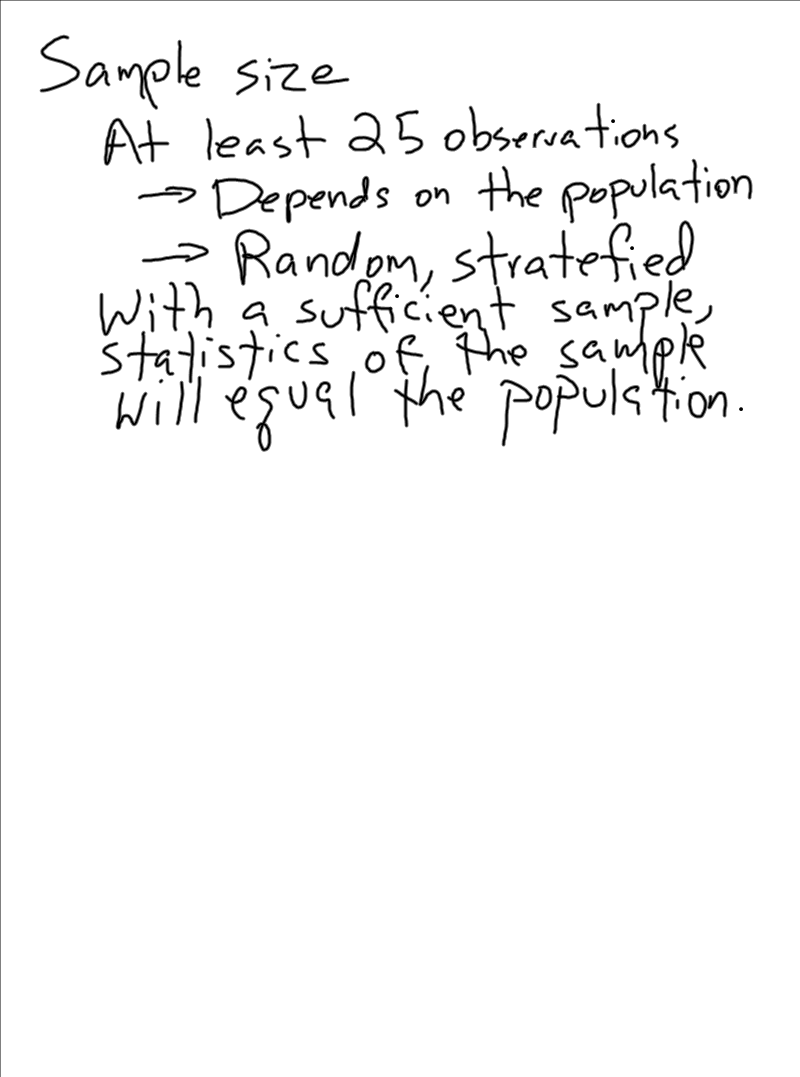 Sample size
At least 25 observations
→ Depends on the population
→ Random, stratefied
With a sufficient sample,
statistics of the sample
will equal the population.